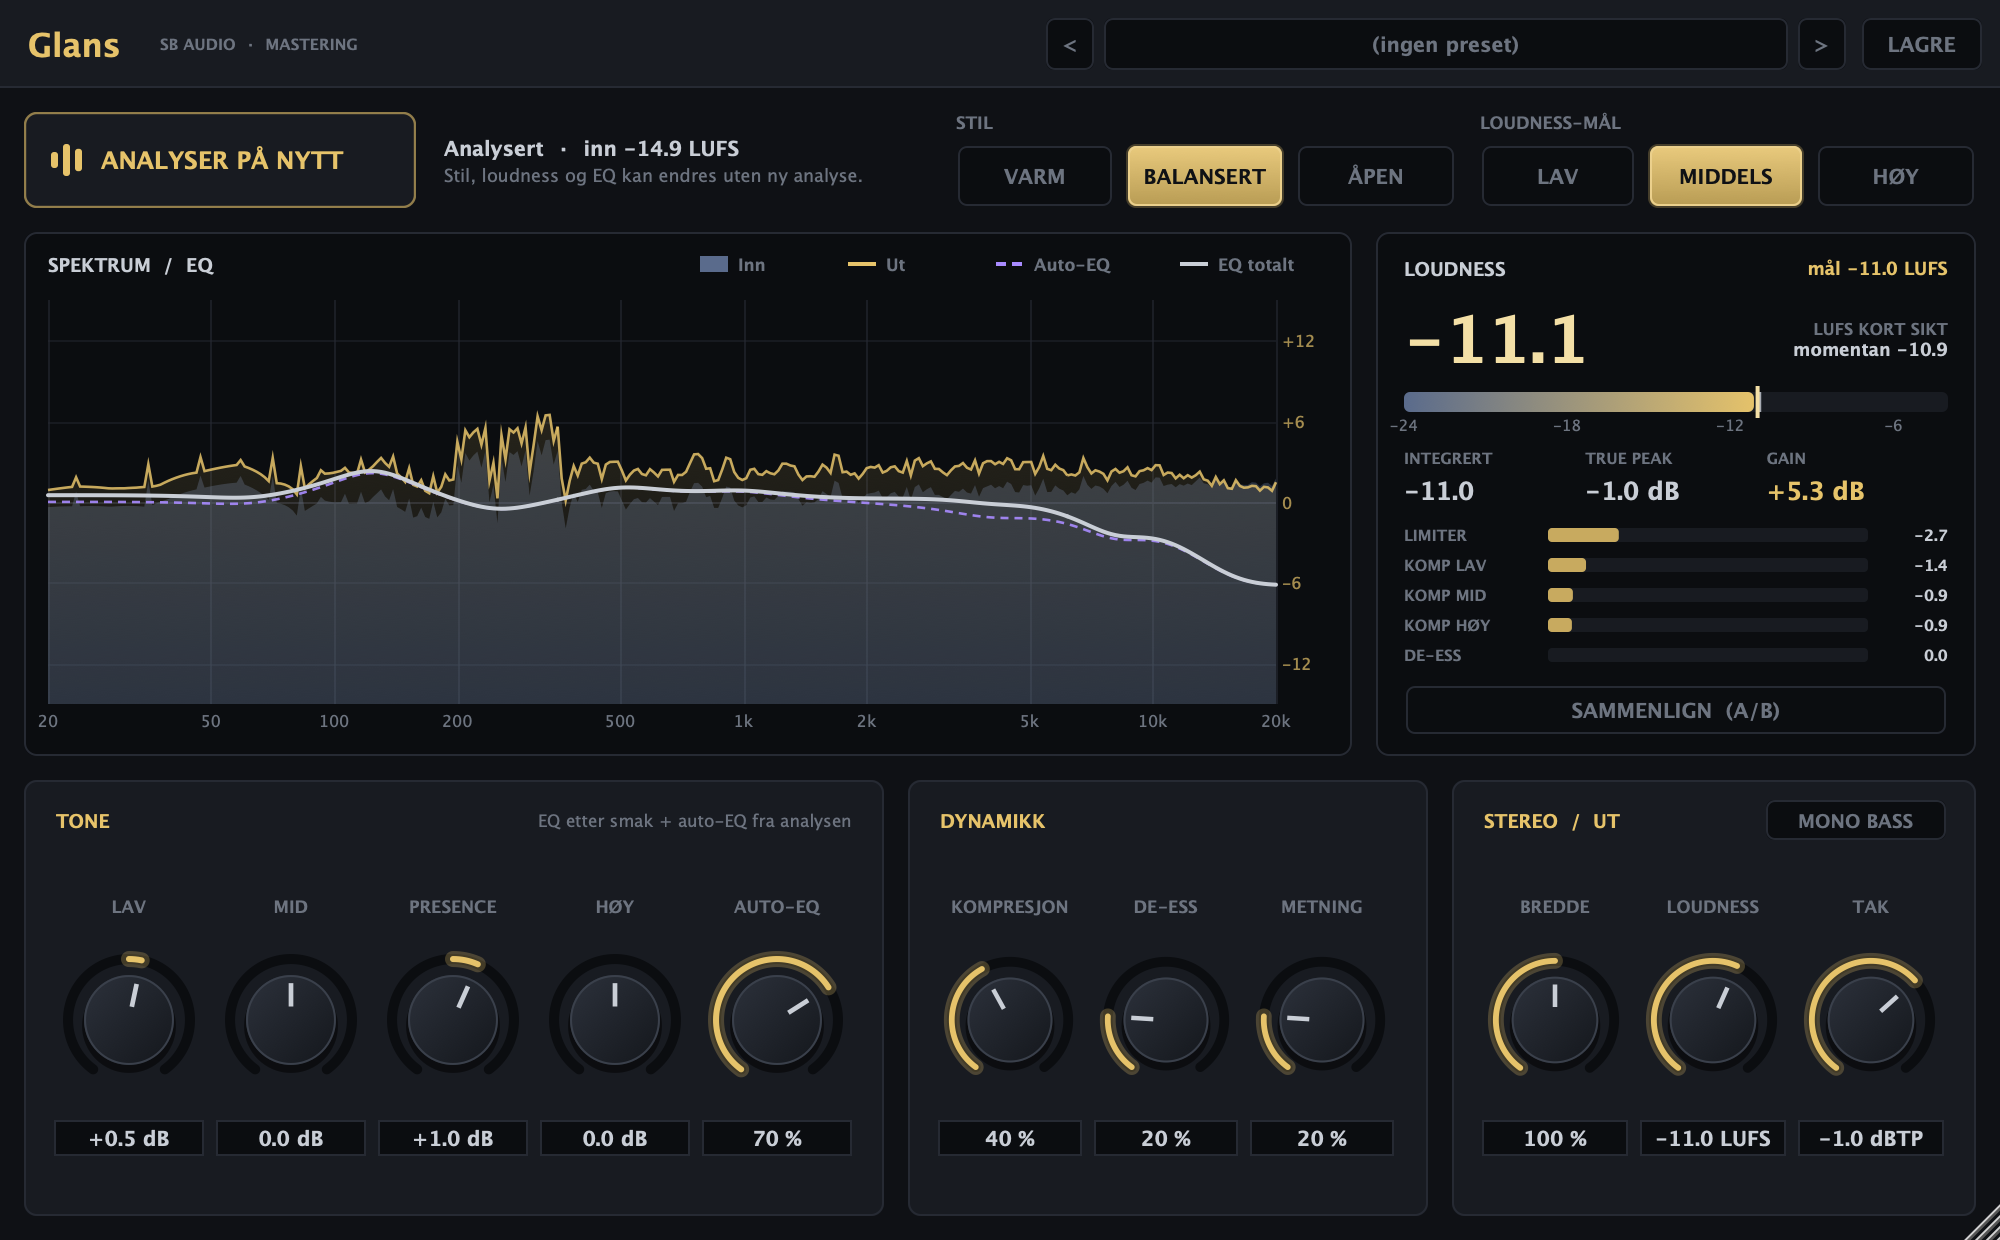 Glans
SB AUDIO · MASTERING
<
(ingen preset)
>
LAGRE
ANALYSER PÅ NYTT
Analysert · inn −14.9 LUFS
Stil, loudness og EQ kan endres uten ny analyse.
STIL
VARM
BALANSERT
ÅPEN
LOUDNESS-MÅL
LAV
MIDDELS
HØY
SPEKTRUM / EQ
Inn
Ut
Auto-EQ
EQ totalt
+12
+6
0
−6
−12
20
50
100
200
500
1k
2k
5k
10k
20k
LOUDNESS
mål −11.0 LUFS
−11.1
LUFS KORT SIKT
momentan −10.9
−24
−18
−12
−6
INTEGRERT
TRUE PEAK
GAIN
−11.0
−1.0 dB
+5.3 dB
LIMITER −2.7
KOMP LAV −1.4
KOMP MID −0.9
KOMP HØY −0.9
DE-ESS 0.0
SAMMENLIGN (A/B)
TONE
EQ etter smak + auto-EQ fra analysen
LAV
MID
PRESENCE
HØY
AUTO-EQ
+0.5 dB
0.0 dB
+1.0 dB
0.0 dB
70 %
DYNAMIKK
KOMPRESJON
DE-ESS
METNING
40 %
20 %
20 %
STEREO / UT
MONO BASS
BREDDE
LOUDNESS
TAK
100 %
−11.0 LUFS
−1.0 dBTP